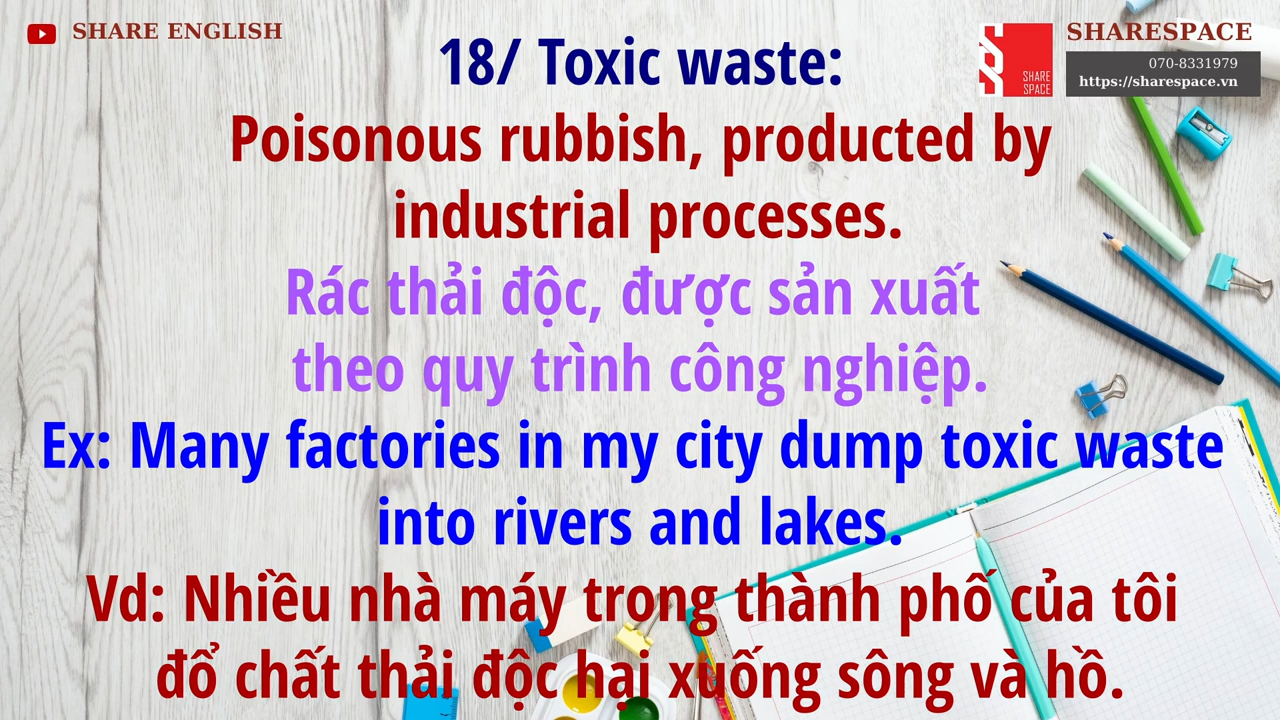 SHARE ENGLISH
SHARESPACE
070-8331979
https://sharespace.vn
SHARE
SPACE
18/ Toxic waste:
Poisonous rubbish, producted by
industrial processes.
Rác thải độc, được sản xuất
theo quy trình công nghiệp.
Ex: Many factories in my city dump toxic waste
into rivers and lakes.
Vd: Nhiều nhà máy trong thành phố của tôi
đổ chất thải độc hại xuống sông và hồ.